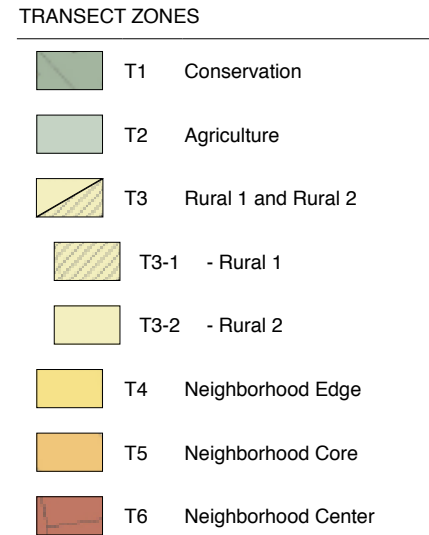 TRANSECT ZONES
T1 Conservation
T2 Agriculture
T3 Rural 1 and Rural 2
T3-1 - Rural 1
T3-2 - Rural 2
T4 Neighborhood Edge
T5 Neighborhood Core
T6 Neighborhood Center